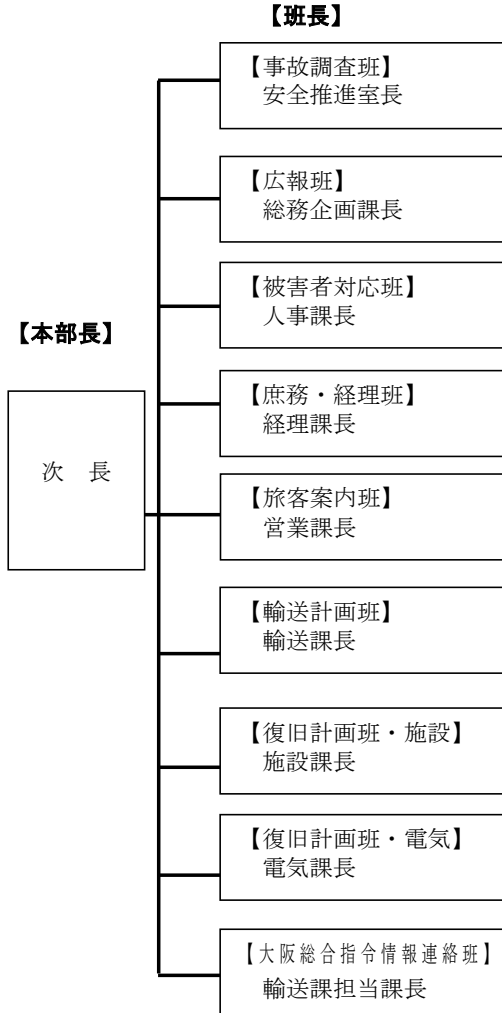 【班長】
【事故調査班】
安全推進室長
【広報班】
総務企画課長
【被害者対応班】
人事課長
【本部長】
次　長
【庶務・経理班】
経理課長
【旅客案内班】
営業課長
【輸送計画班】
輸送課長
【復旧計画班・施設】
施設課長
【復旧計画班・電気】
電気課長
【大阪総合指令情報連絡班】
輸送課担当課長